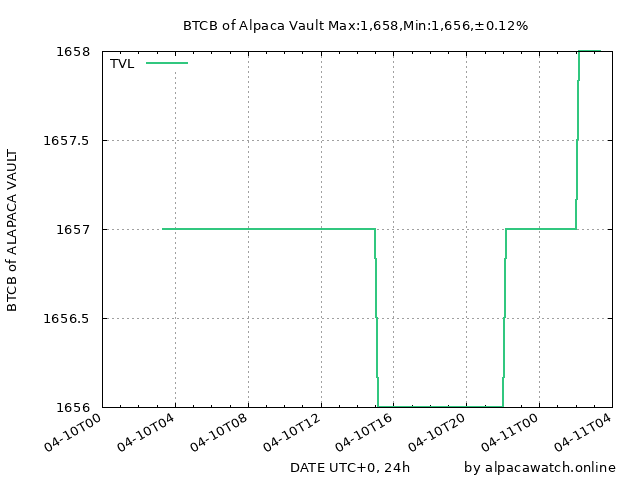 BTCB of Alpaca Vault Max:1,658,Min:1,656,±0.12%
TVL
1658
1657.5
1657
1656.5
1656
BTCB of ALAPACA VAULT
04-10T00
04-10T04
04-10T08
04-10T12
04-10T16
04-10T20
04-11T00
04-11T04
DATE UTC+0, 24h
by alpacawatch.online